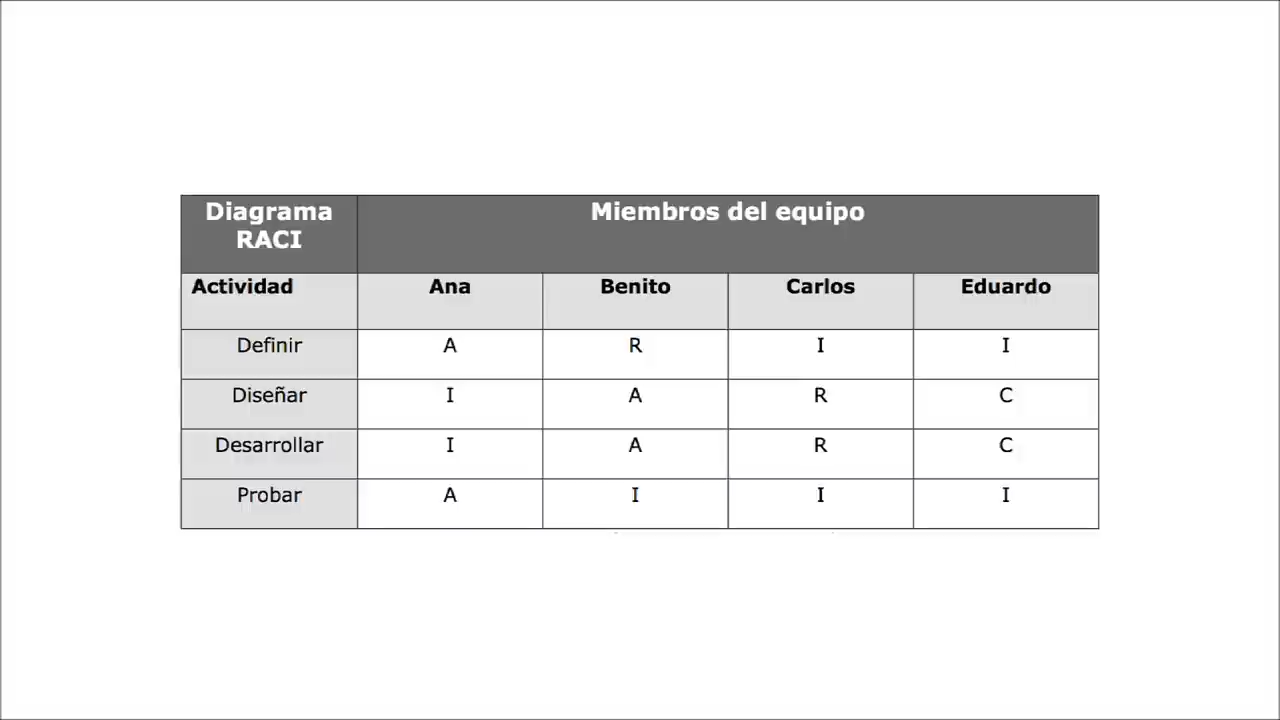 Diagrama RACI
Miembros del equipo
Actividad Ana Benito Carlos Eduardo
Definir A R I I
Diseñar I A R C
Desarrollar I A R C
Probar A I I I